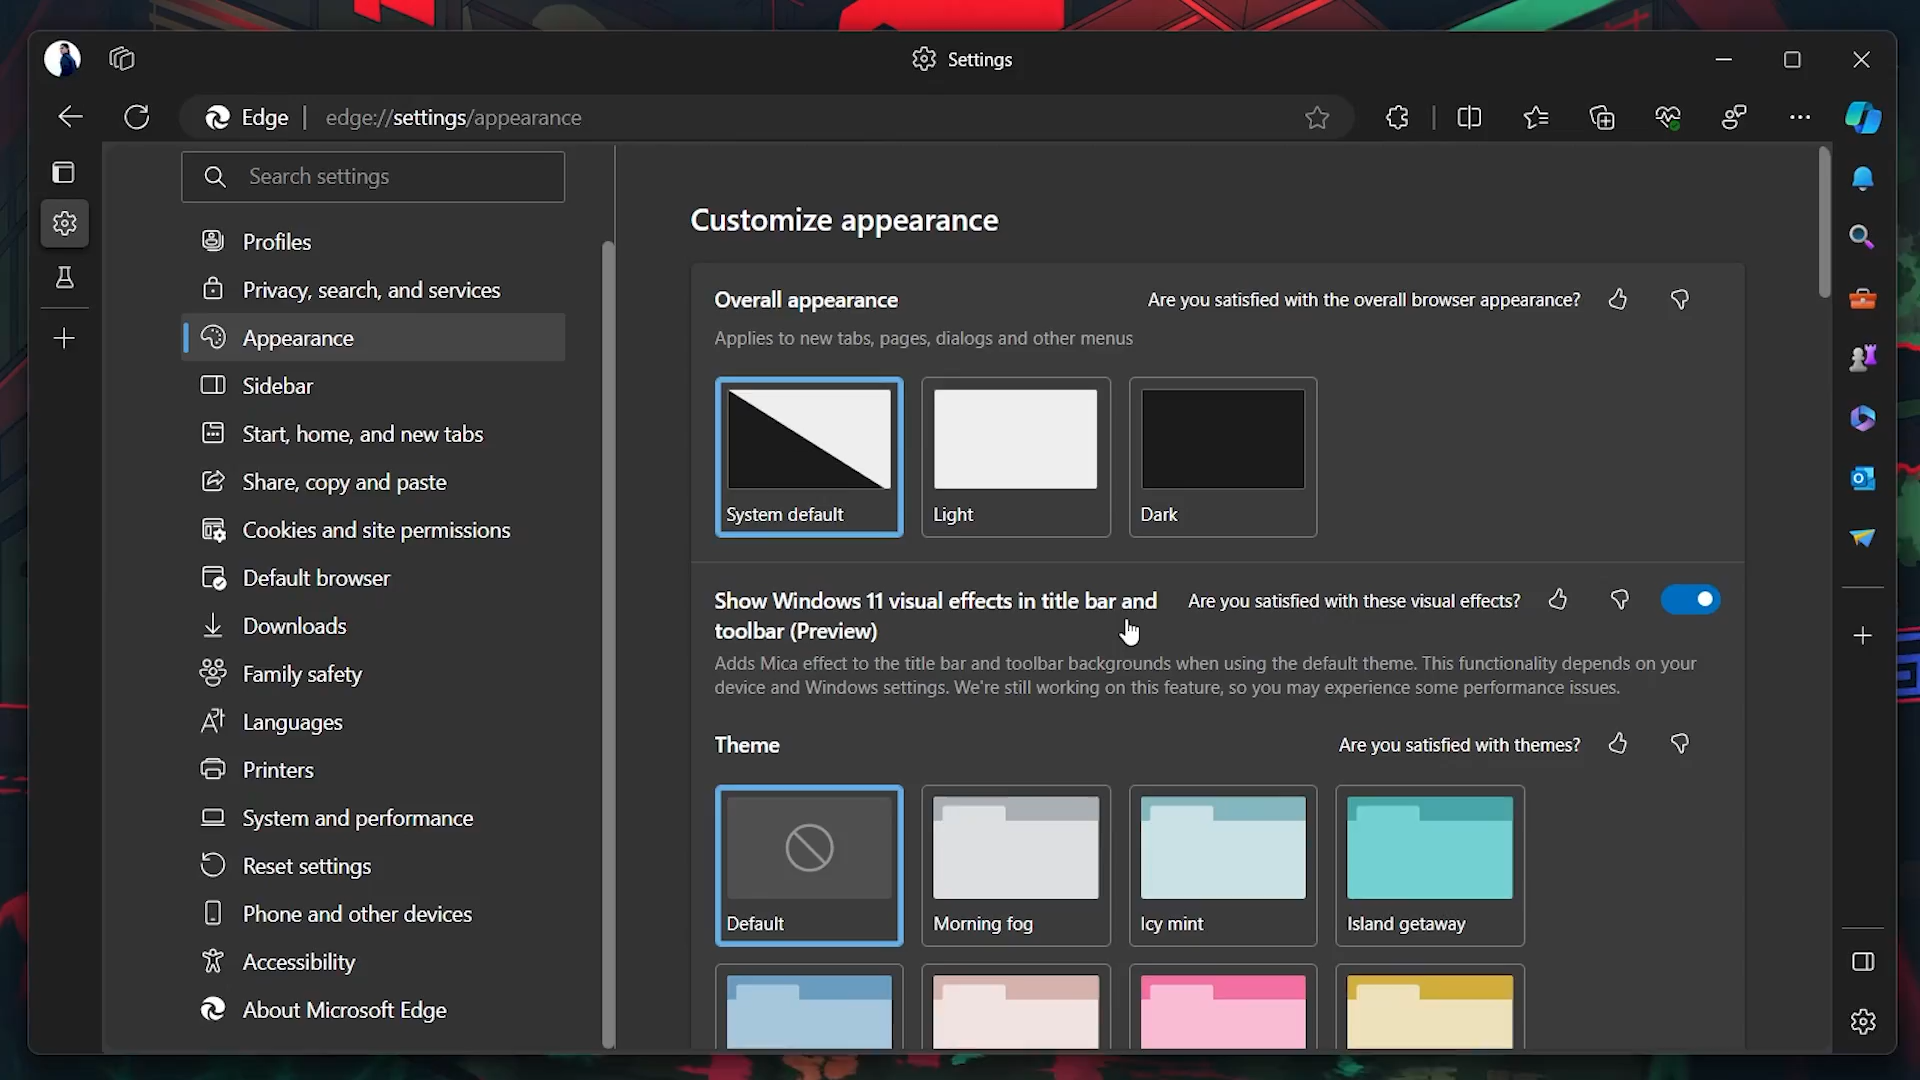 Settings
Edge
edge://settings/appearance
Search settings
Profiles
Privacy, search, and services
Appearance
Sidebar
Start, home, and new tabs
Share, copy and paste
Cookies and site permissions
Default browser
Downloads
Family safety
Languages
Printers
System and performance
Reset settings
Phone and other devices
Accessibility
About Microsoft Edge
Customize appearance
Overall appearance
Are you satisfied with the overall browser appearance?
Applies to new tabs, pages, dialogs and other menus
System default
Light
Dark
Show Windows 11 visual effects in title bar and
toolbar (Preview)
Are you satisfied with these visual effects?
Adds Mica effect to the title bar and toolbar backgrounds when using the default theme. This functionality depends on your
device and Windows settings. We're still working on this feature, so you may experience some performance issues.
Theme
Are you satisfied with themes?
Default
Morning fog
Icy mint
Island getaway